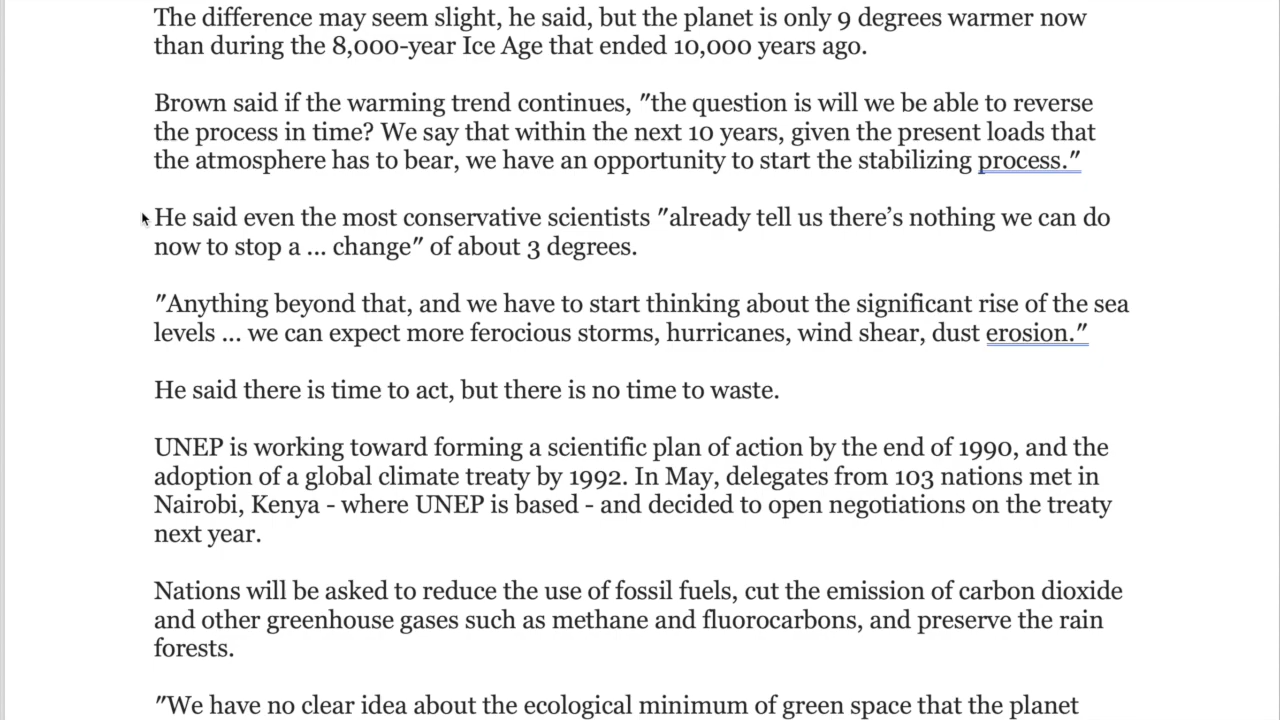 The difference may seem slight, he said, but the planet is only 9 degrees warmer now
than during the 8,000-year Ice Age that ended 10,000 years ago.
Brown said if the warming trend continues, "the question is will we be able to reverse
the process in time? We say that within the next 10 years, given the present loads that
the atmosphere has to bear, we have an opportunity to start the stabilizing process."
He said even the most conservative scientists "already tell us there’s nothing we can do
now to stop a ... change" of about 3 degrees.
"Anything beyond that, and we have to start thinking about the significant rise of the sea
levels ... we can expect more ferocious storms, hurricanes, wind shear, dust erosion."
He said there is time to act, but there is no time to waste.
UNEP is working toward forming a scientific plan of action by the end of 1990, and the
adoption of a global climate treaty by 1992. In May, delegates from 103 nations met in
Nairobi, Kenya - where UNEP is based - and decided to open negotiations on the treaty
next year.
Nations will be asked to reduce the use of fossil fuels, cut the emission of carbon dioxide
and other greenhouse gases such as methane and fluorocarbons, and preserve the rain
forests.
"We have no clear idea about the ecological minimum of green space that the planet